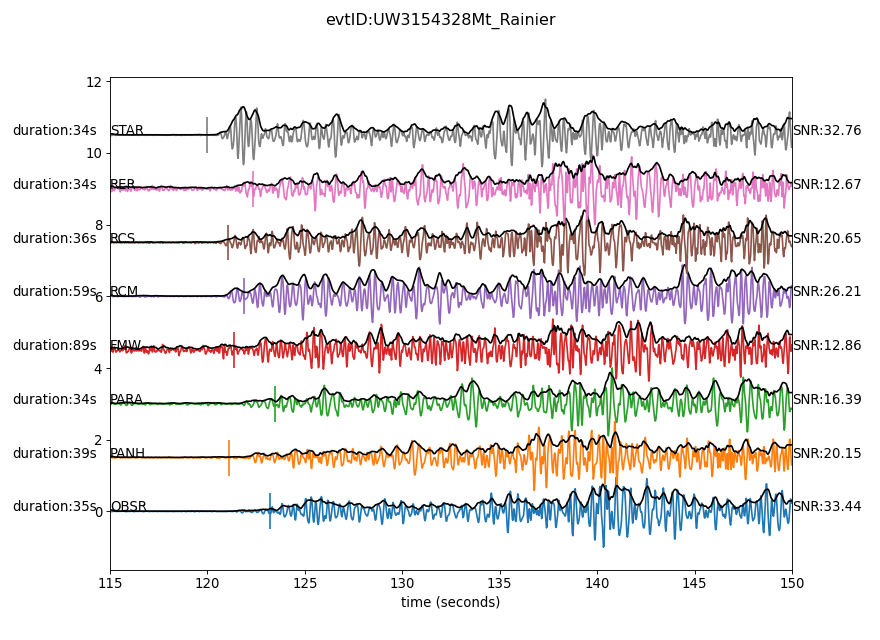 evtID:UW3154328Mt_Rainier
12
duration:34s STAR SNR:32.76
10
duration:34s RER SNR:12.67
8
duration:36s RCS SNR:20.65
duration:59s RCM SNR:26.21
6
duration:89s FMW SNR:12.86
4
duration:34s PARA SNR:16.39
2
duration:39s PANH SNR:20.15
duration:35s OBSR SNR:33.44
0
115 120 125 130 135 140 145 150
time (seconds)